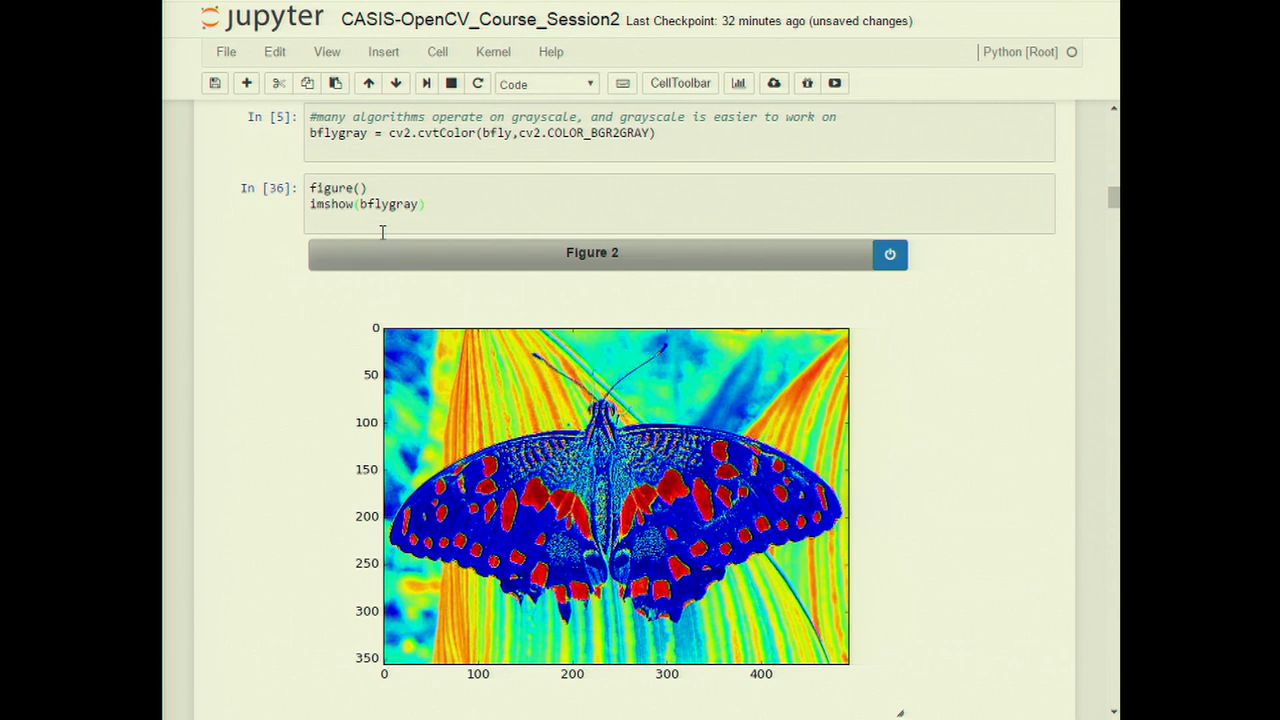 jupyter CASIS-OpenCV_Course_Session2 Last Checkpoint: 32 minutes ago (unsaved changes)
File Edit View Insert Cell Kernel Help Python [Root]
Code CellToolbar
In [5]: #many algorithms operate on grayscale, and grayscale is easier to work on
bflygray = cv2.cvtColor(bfly,cv2.COLOR_BGR2GRAY)
In [36]: figure()
imshow(bflygray)
Figure 2
0
50
100
150
200
250
300
350
0 100 200 300 400